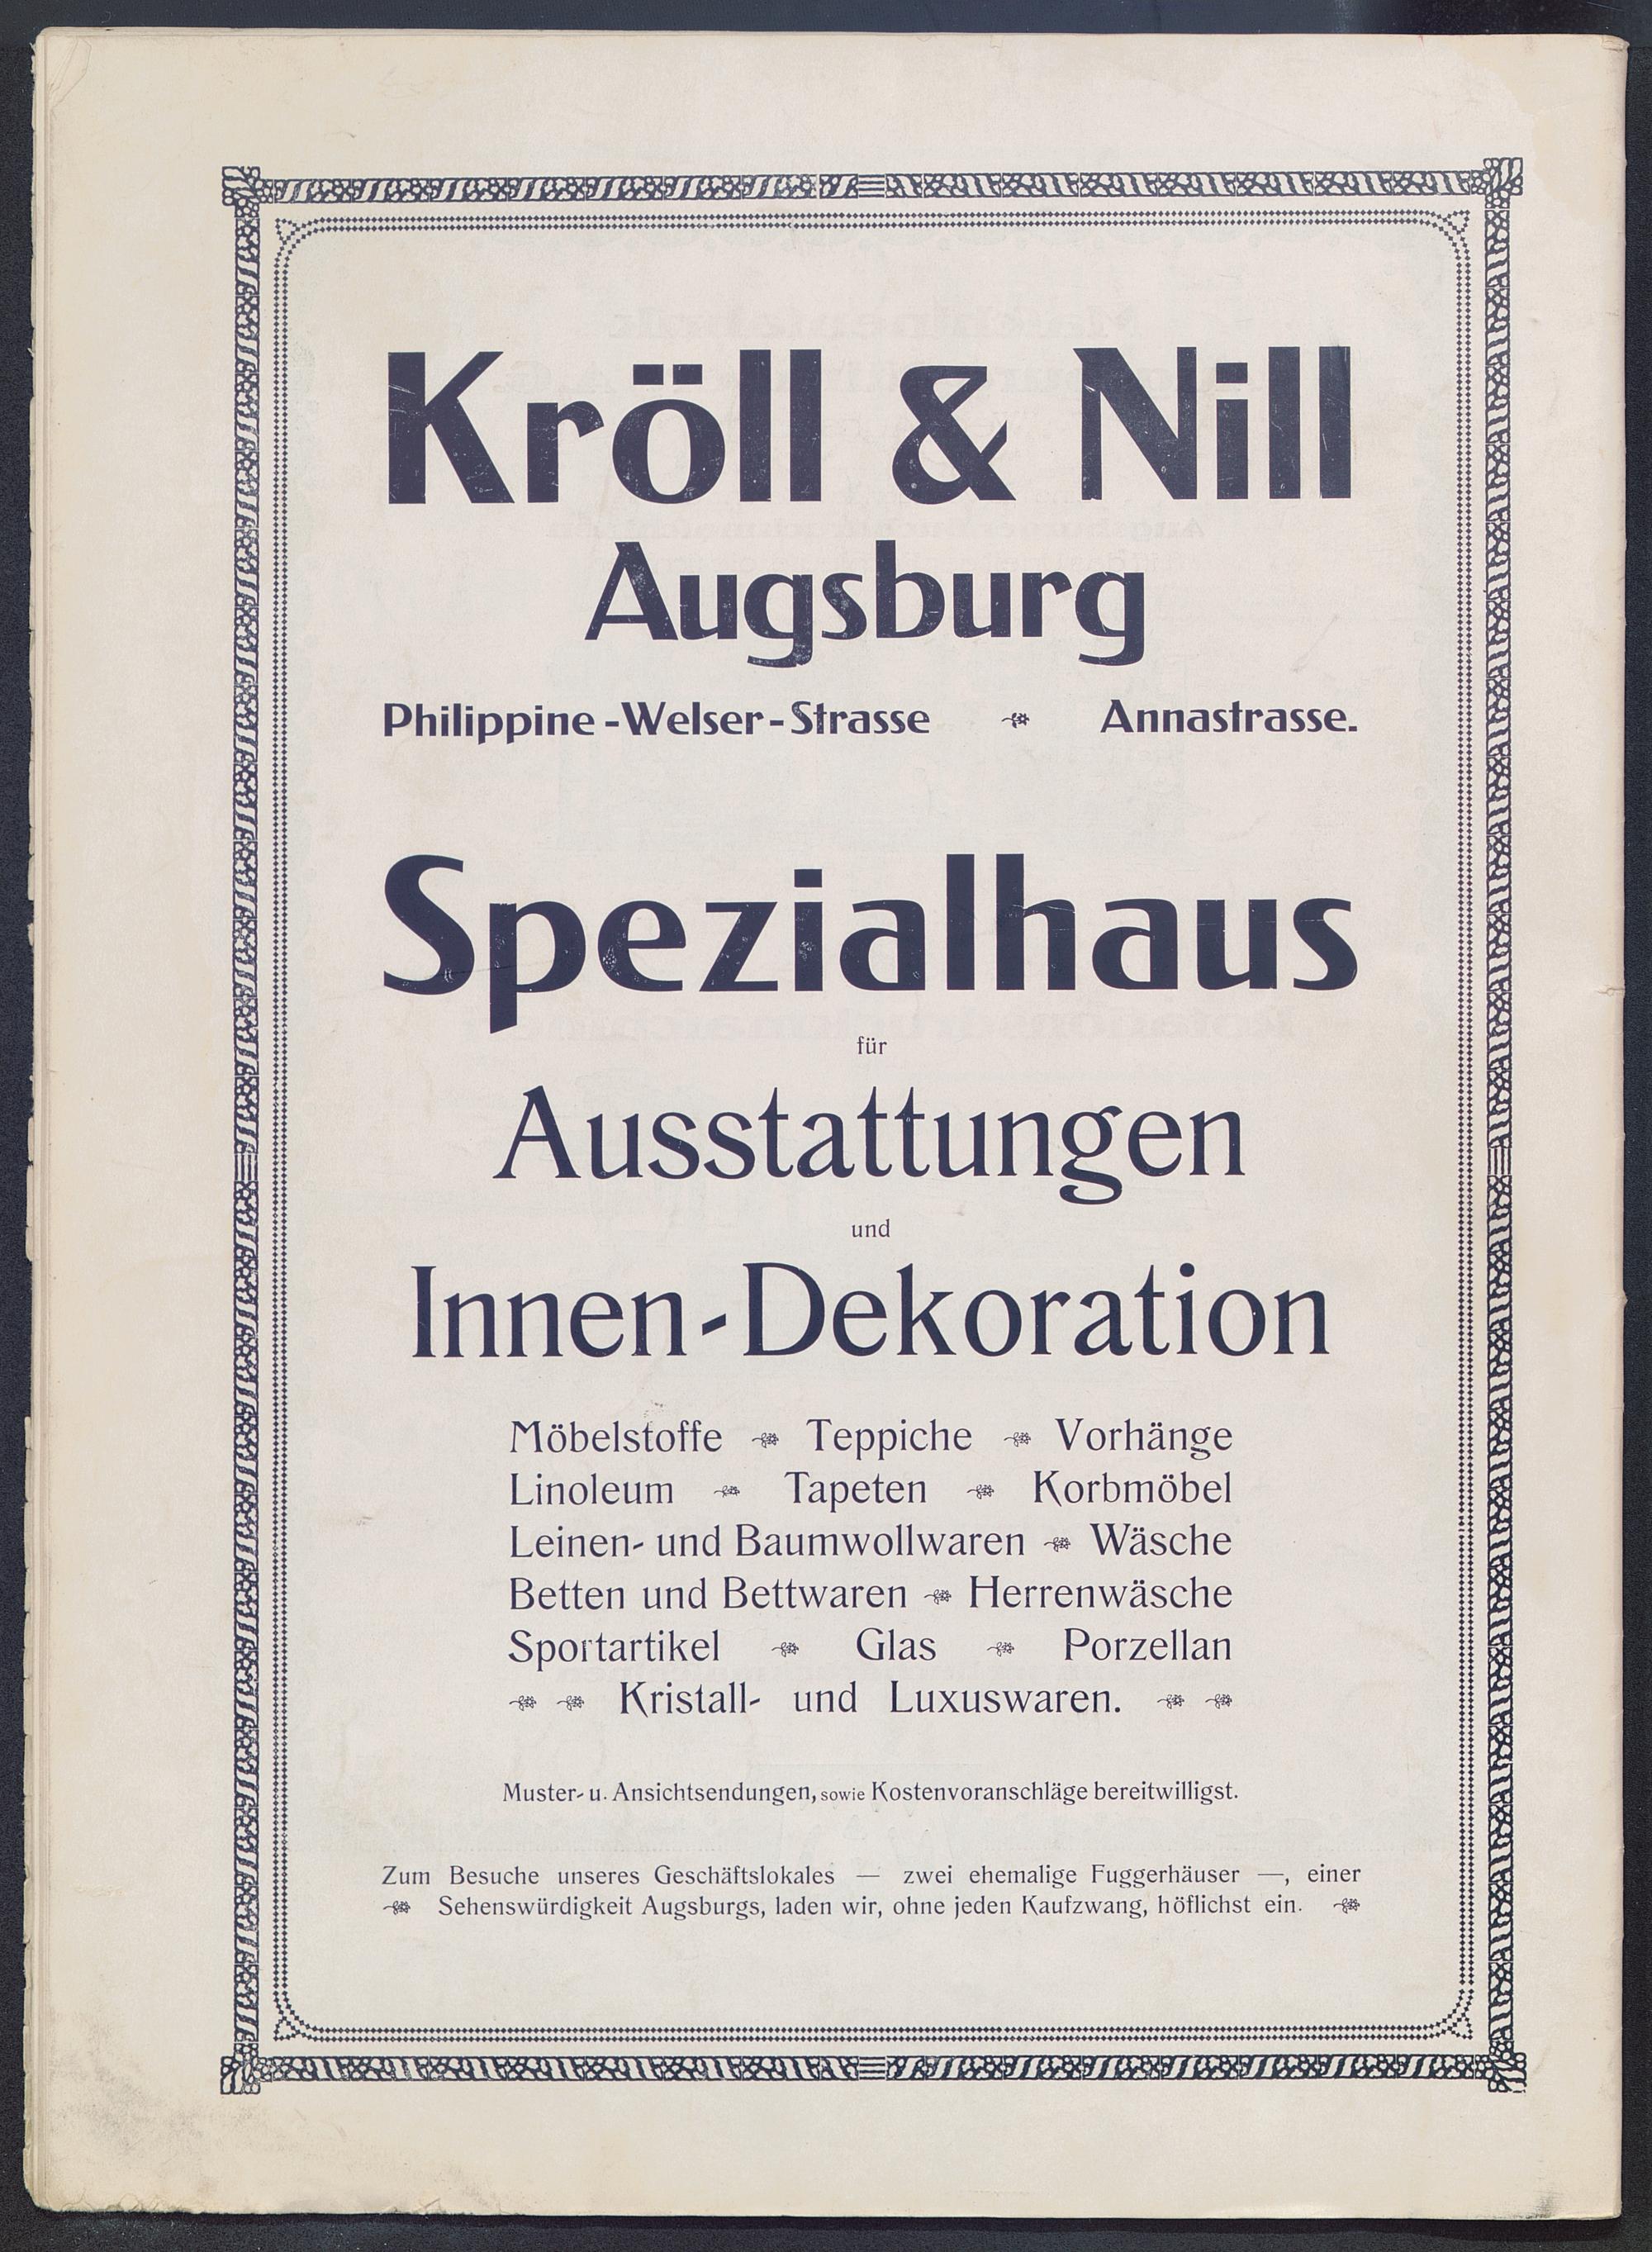 Kröll & Nill
Augsburg
Philippine-Welser-Strasse Annastrasse.
Spezialhaus
für
Ausstattungen
und
Innen-Dekoration
Möbelstoffe Teppiche Vorhänge
Linoleum Tapeten Korbmöbel
Leinen- und Baumwollwaren Wäsche
Betten und Bettwaren Herrenwäsche
Sportartikel Glas Porzellan
Kristall- und Luxuswaren.
Muster- u. Ansichtsendungen, sowie Kostenvoranschläge bereitwilligst.
Zum Besuche unseres Geschäftslokales — zwei ehemalige Fuggerhäuser —, einer
Sehenswürdigkeit Augsburgs, laden wir, ohne jeden Kaufzwang, höflichst ein.